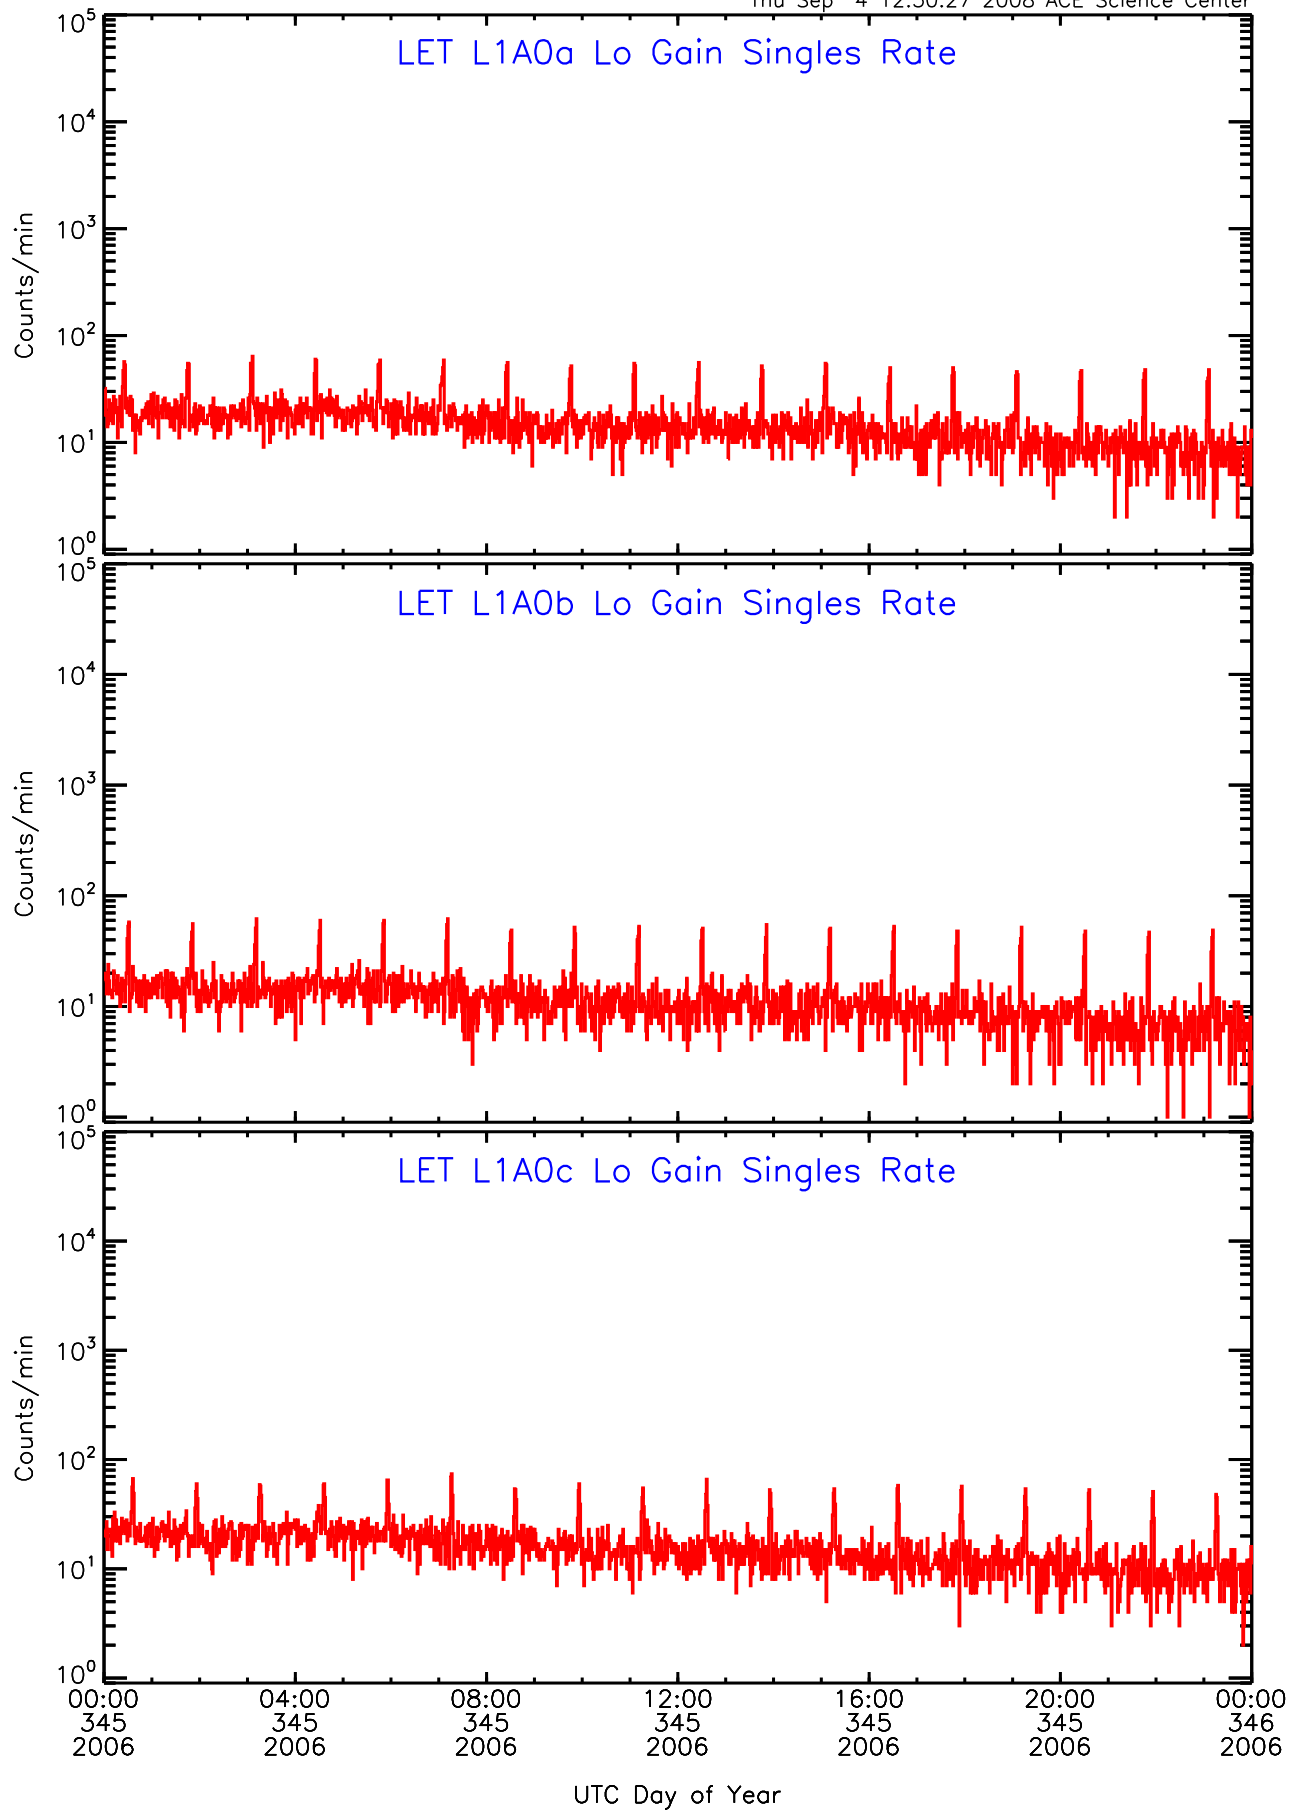 Thu Sep 4 12:30:27 2008 ACE Science Center
LET L1A0a Lo Gain Singles Rate
10^5
10^4
10^3
10^2
10^1
10^0
Counts/min
LET L1A0b Lo Gain Singles Rate
10^5
10^4
10^3
10^2
10^1
10^0
Counts/min
LET L1A0c Lo Gain Singles Rate
10^5
10^4
10^3
10^2
10^1
10^0
Counts/min
00:00 04:00 08:00 12:00 16:00 20:00 00:00
345 345 345 345 345 345 346
2006 2006 2006 2006 2006 2006 2006
UTC Day of Year